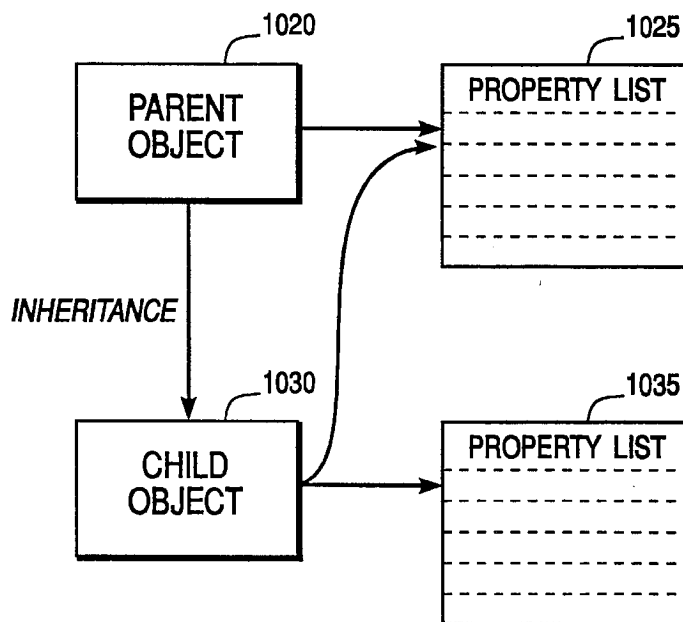 1020
PARENT
OBJECT
1025
PROPERTY LIST
INHERITANCE
1030
CHILD
OBJECT
1035
PROPERTY LIST